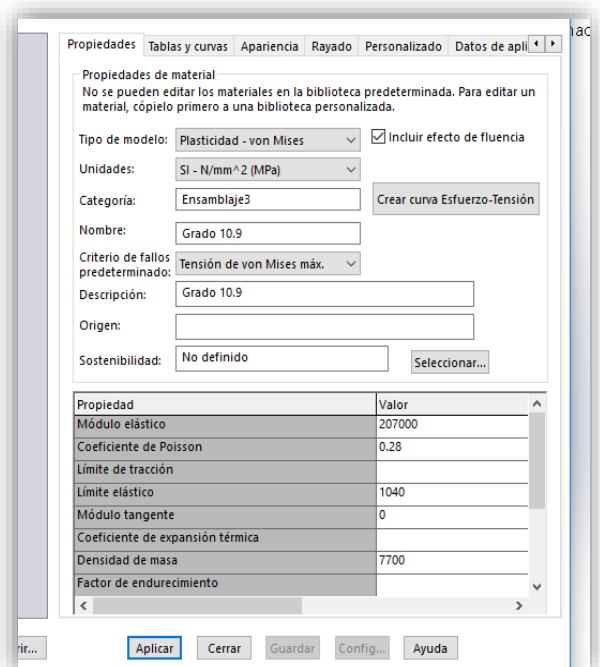 nac
Propiedades Tablas y curvas Apariencia Rayado Personalizado Datos de apli
Propiedades de material
No se pueden editar los materiales en la biblioteca predeterminada. Para editar un
material, cópielo primero a una biblioteca personalizada.
Tipo de modelo: Plasticidad - von Mises Incluir efecto de fluencia
Unidades: SI - N/mm^2 (MPa)
Categoría: Ensamblaje3 Crear curva Esfuerzo-Tensión
Nombre: Grado 10.9
Criterio de fallos
predeterminado: Tensión de von Mises máx.
Descripción: Grado 10.9
Origen:
Sostenibilidad: No definido Seleccionar...
Propiedad Valor
Módulo elástico 207000
Coeficiente de Poisson 0.28
Límite de tracción
Límite elástico 1040
Módulo tangente 0
Coeficiente de expansión térmica
Densidad de masa 7700
Factor de endurecimiento
rir... Aplicar Cerrar Guardar Config... Ayuda